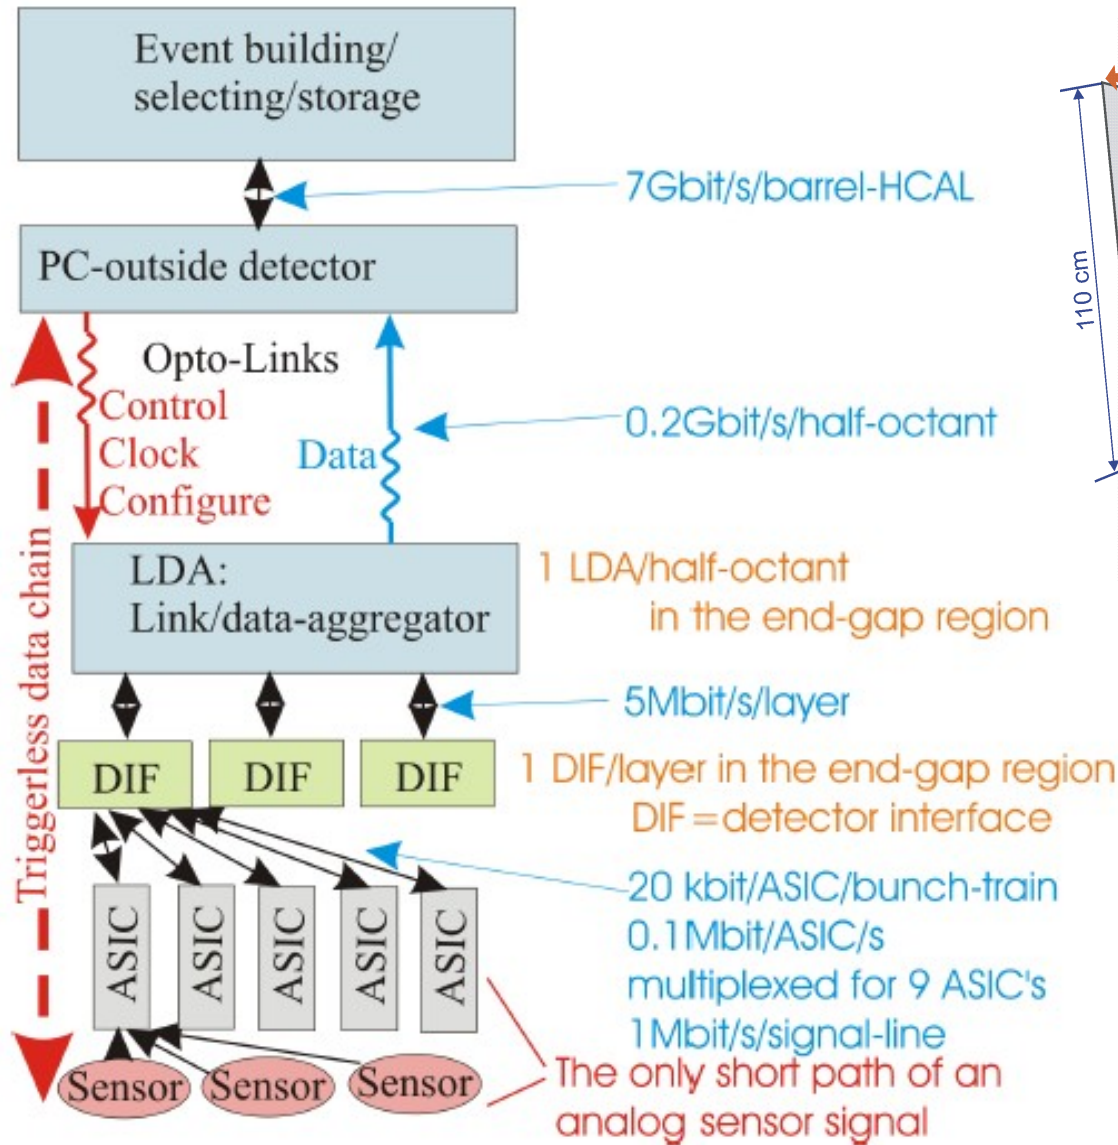 Event building/
selecting/storage
7Gbit/s/barrel-HCAL
PC-outside detector
110 cm
Opto-Links
Control
Clock
Configure
Data
0.2Gbit/s/half-octant
Triggerless data chain
LDA:
Link/data-aggregator
1 LDA/half-octant
in the end-gap region
5Mbit/s/layer
DIF
DIF
DIF
1 DIF/layer in the end-gap region
DIF=detector interface
ASIC
ASIC
ASIC
ASIC
ASIC
20 kbit/ASIC/bunch-train
0.1Mbit/ASIC/s
multiplexed for 9 ASIC's
1Mbit/s/signal-line
Sensor
Sensor
Sensor
The only short path of an
analog sensor signal